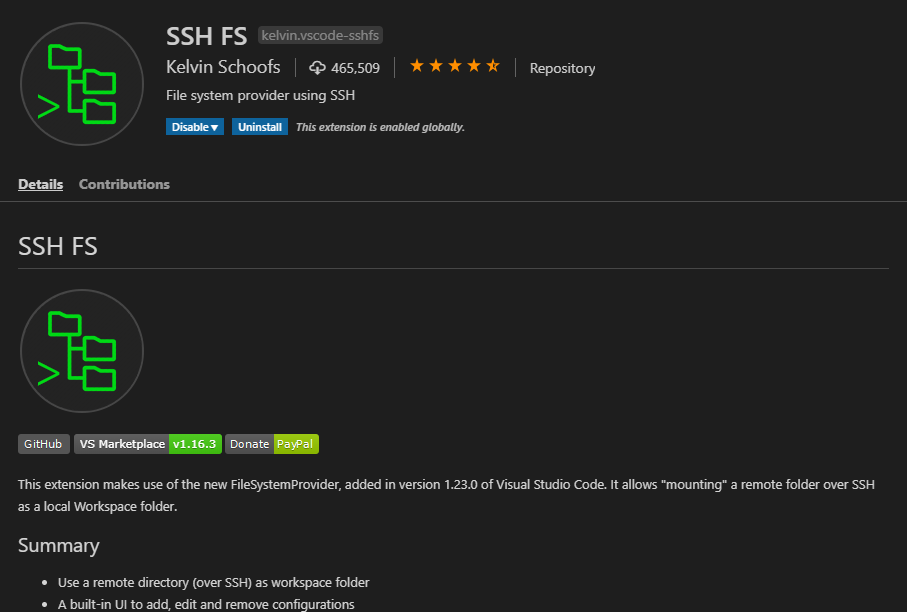 SSH FS kelvin.vscode-sshfs
Kelvin Schoofs 465,509 Repository
File system provider using SSH
Disable Uninstall This extension is enabled globally.
Details Contributions
SSH FS
GitHub VS Marketplace v1.16.3 Donate PayPal
This extension makes use of the new FileSystemProvider, added in version 1.23.0 of Visual Studio Code. It allows "mounting" a remote folder over SSH
as a local Workspace folder.
Summary
• Use a remote directory (over SSH) as workspace folder
• A built-in UI to add, edit and remove configurations